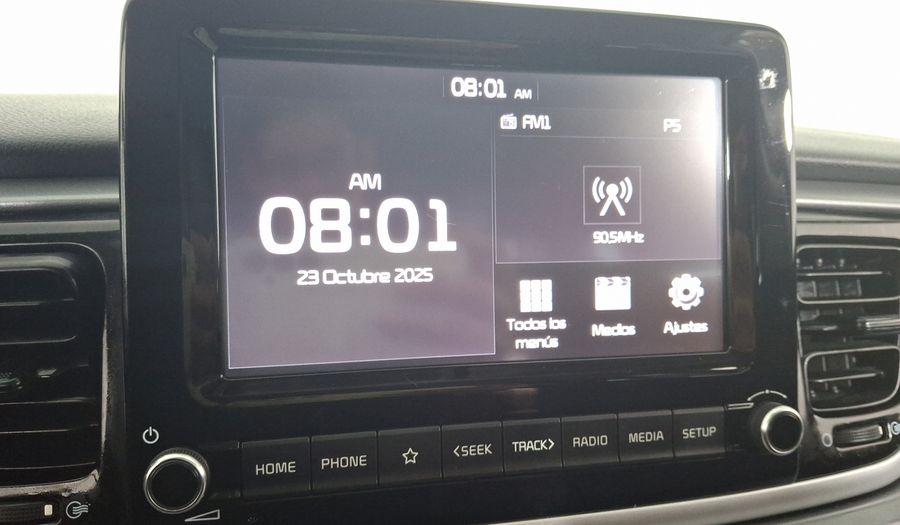 08:01 AM
FM1 P5
AM
08:01
23 Octubre 2025
90.5MHz
Todos los
menús
Medios
Ajustes
HOME
PHONE
<SEEK
TRACK>
RADIO
MEDIA
SETUP